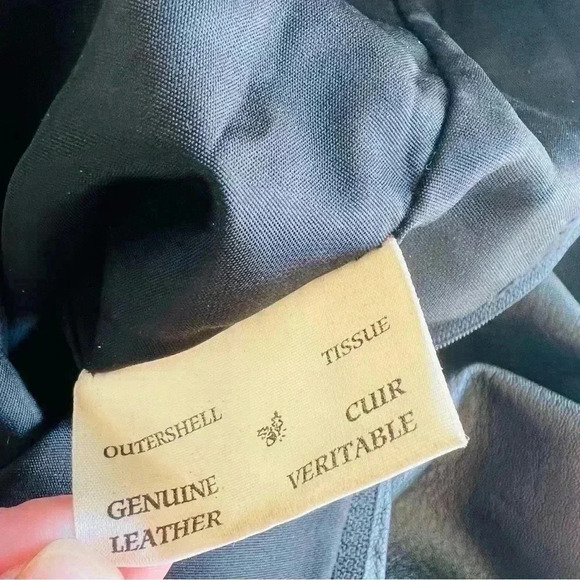 OUTERSHELL
GENUINE
LEATHER
TISSUE
CUIR
VERITABLE